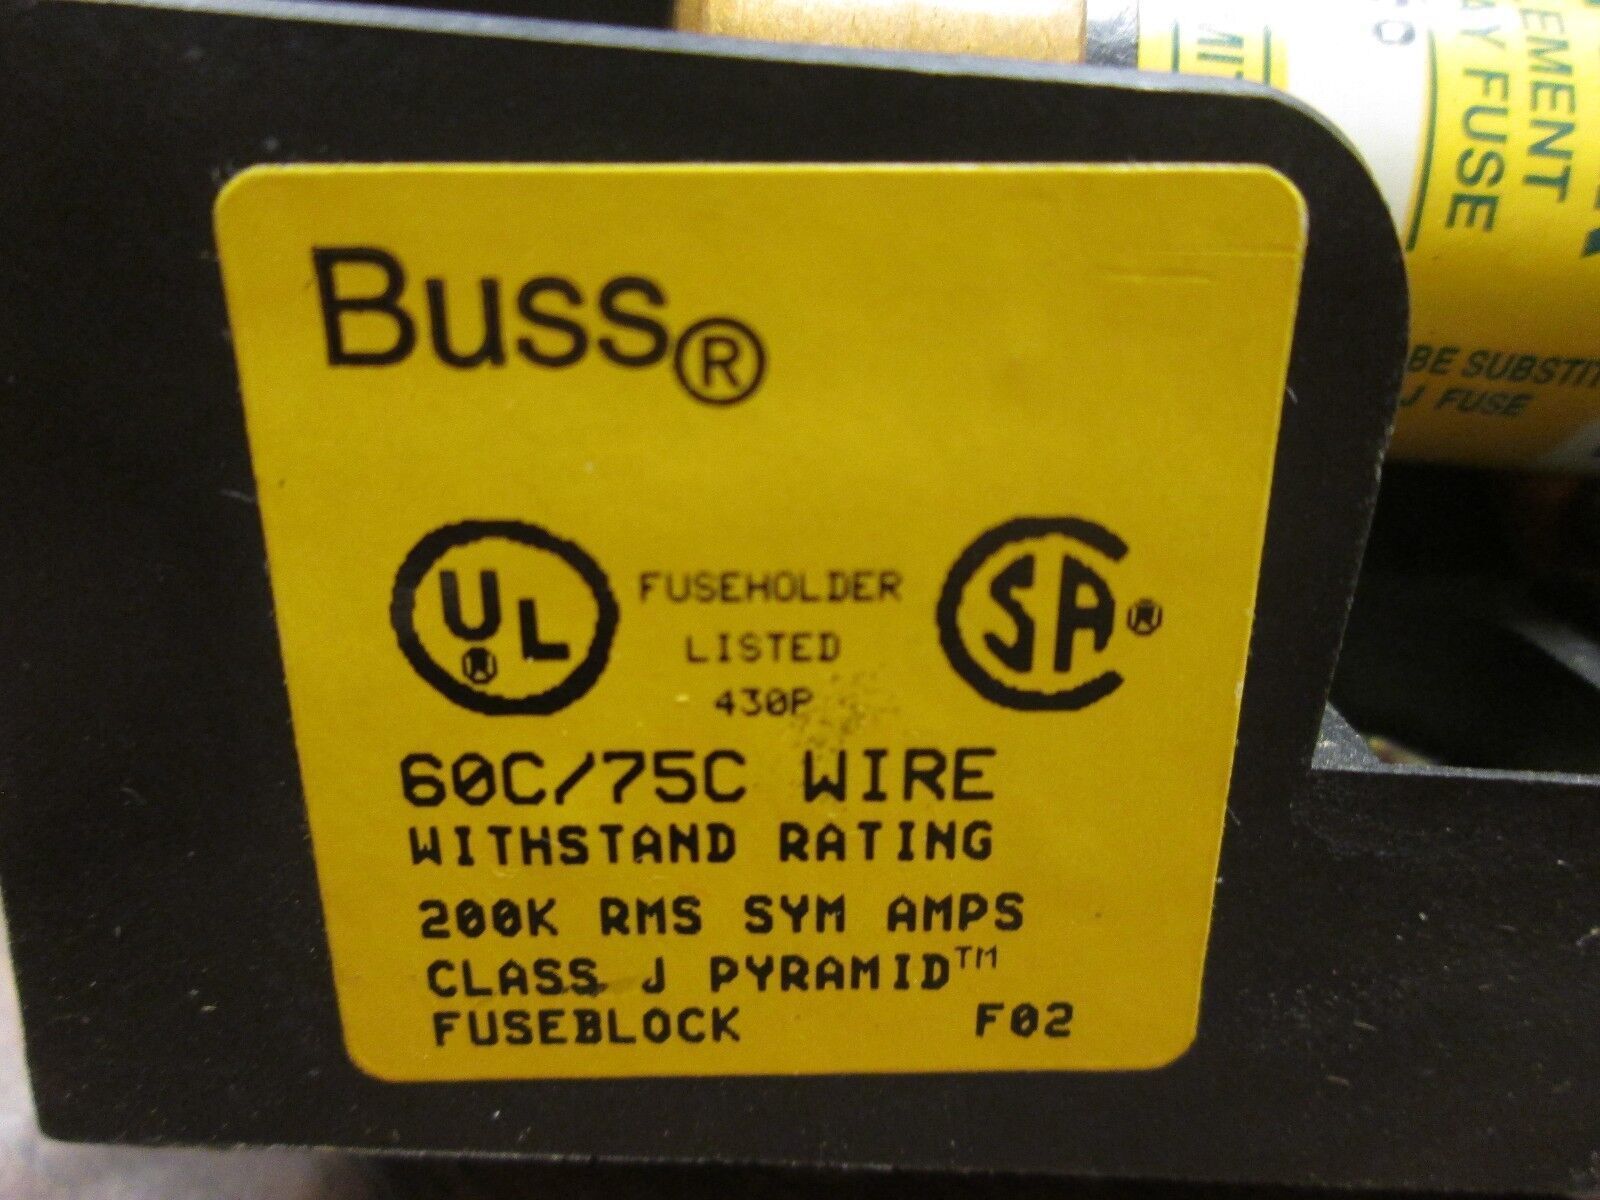 Buss®
UL® FUSEHOLDER LISTED 430P
SA®
60C/75C WIRE
WITHSTAND RATING
200K RMS SYM AMPS
CLASS J PYRAMID™
FUSEBLOCK F02
BE SUBSTIT
J FUSE
AY FUSE
EMENT